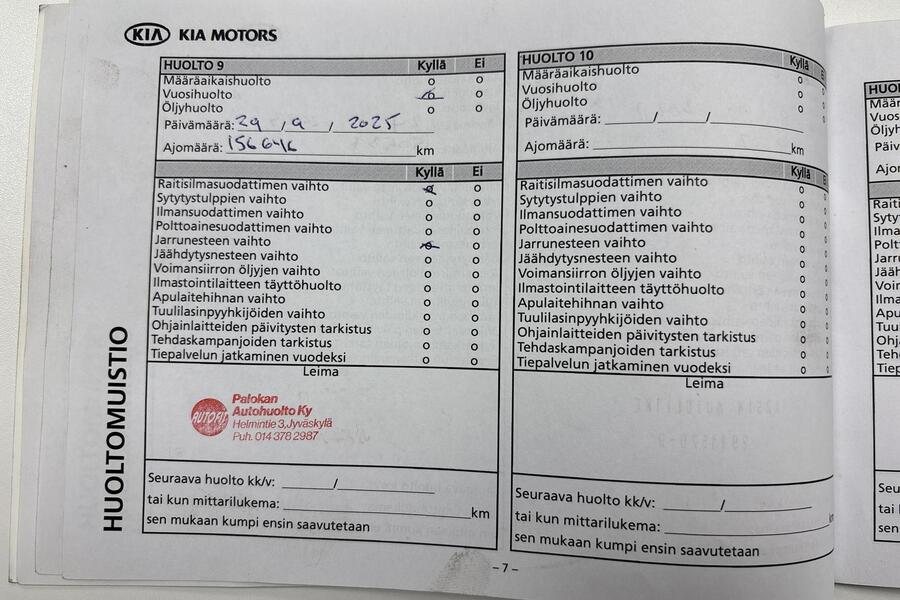 KIA KIA MOTORS
HUOLTO 9 Kyllä Ei
Määräaikaishuolto
Vuosihuolto
Öljyhuolto
Päivämäärä: 29 / 9 / 2025
Ajomäärä: 156646 km
Kyllä Ei
Raitisilmasuodattimen vaihto
Sytytystulppien vaihto
Ilmansuodattimen vaihto
Polttoainesuodattimen vaihto
Jarrunesteen vaihto
Jäähdytysnesteen vaihto
Voimansiirron öljyjen vaihto
Ilmastointilaitteen täyttöhuolto
Apulaitehihnan vaihto
Tuulilasinpyyhkijöiden vaihto
Ohjainlaitteiden päivitysten tarkistus
Tehdaskampanjoiden tarkistus
Tiepalvelun jatkaminen vuodeksi
Leima
AUTOFIT
Palokan
Autohuolto Ky
Helmintie 3, Jyväskylä
Puh. 014 378 2987
Seuraava huolto kk/v: /
tai kun mittarilukema: km
sen mukaan kumpi ensin saavutetaan
HUOLTO 10 Kyllä
Määräaikaishuolto
Vuosihuolto
Öljyhuolto
Päivämäärä: / /
Ajomäärä: km
Kyllä
Raitisilmasuodattimen vaihto
Sytytystulppien vaihto
Ilmansuodattimen vaihto
Polttoainesuodattimen vaihto
Jarrunesteen vaihto
Jäähdytysnesteen vaihto
Voimansiirron öljyjen vaihto
Ilmastointilaitteen täyttöhuolto
Apulaitehihnan vaihto
Tuulilasinpyyhkijöiden vaihto
Ohjainlaitteiden päivitysten tarkistus
Tehdaskampanjoiden tarkistus
Tiepalvelun jatkaminen vuodeksi
Leima
Seuraava huolto kk/v: /
tai kun mittarilukema:
sen mukaan kumpi ensin saavutetaan
HUOLTOMUISTIO
– 7 –